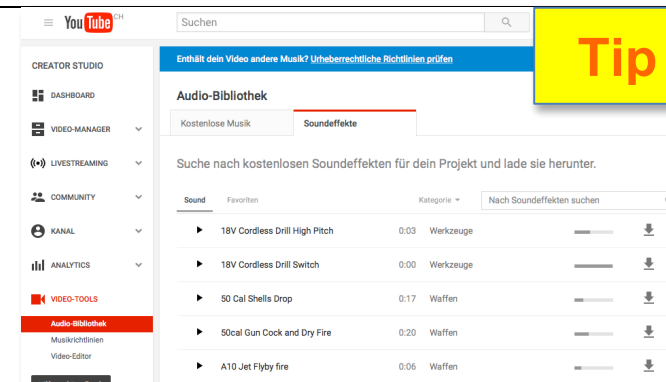 YouTube CH
Suchen
Tip
CREATOR STUDIO
DASHBOARD
VIDEO-MANAGER
LIVESTREAMING
COMMUNITY
KANAL
ANALYTICS
VIDEO-TOOLS
Audio-Bibliothek
Musikrichtlinien
Video-Editor
Enthält dein Video andere Musik? Urheberrechtliche Richtlinien prüfen
Audio-Bibliothek
Kostenlose Musik Soundeffekte
Suche nach kostenlosen Soundeffekten für dein Projekt und lade sie herunter.
Sound Favoriten Kategorie Nach Soundeffekten suchen
18V Cordless Drill High Pitch 0:03 Werkzeuge
18V Cordless Drill Switch 0:00 Werkzeuge
50 Cal Shells Drop 0:17 Waffen
50cal Gun Cock and Dry Fire 0:20 Waffen
A10 Jet Flyby fire 0:06 Waffen